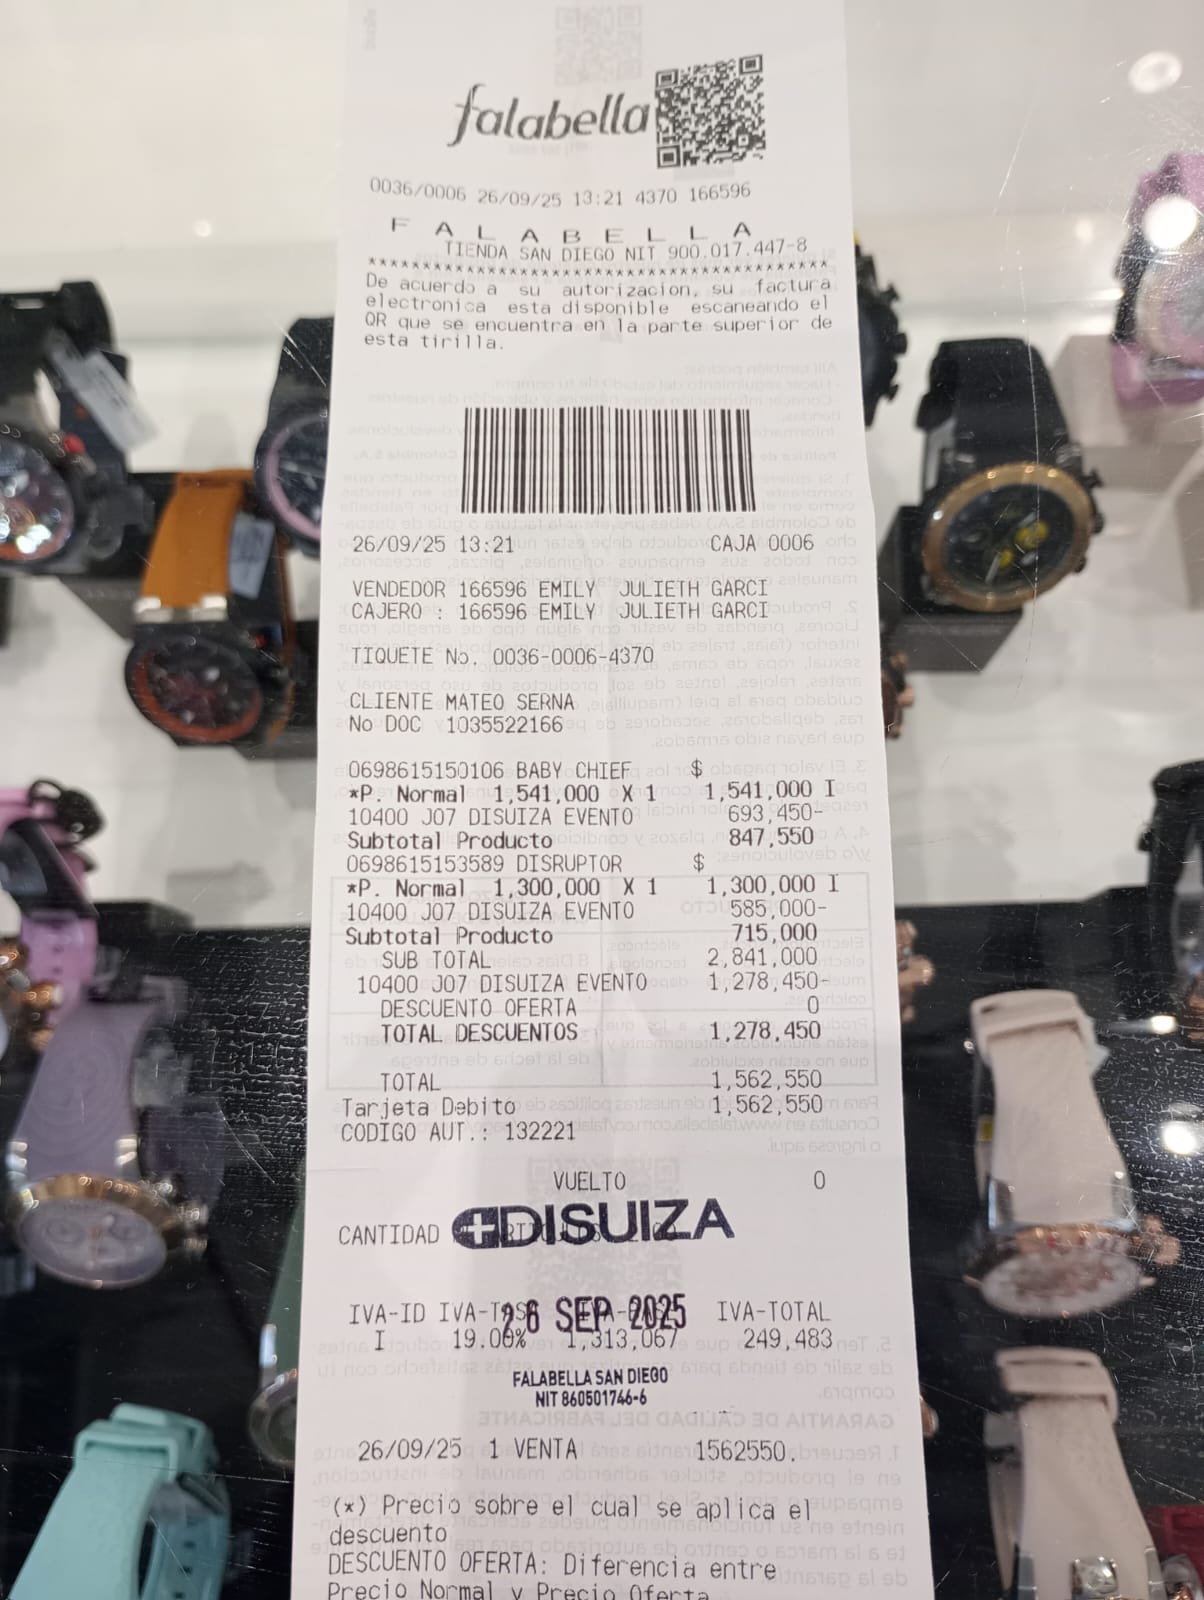 falabella
0036/0006 26/09/25 13:21 4370 166596
F A L A B E L L A
TIENDA SAN DIEGO NIT 900.017.447-8
******************************************
De acuerdo a su autorizacion, su factura
electronica esta disponible escaneando el
QR que se encuentra en la parte superior de
esta tirilla.
26/09/25 13:21 CAJA 0006
VENDEDOR 166596 EMILY JULIETH GARCI
CAJERO : 166596 EMILY JULIETH GARCI
TIQUETE No. 0036-0006-4370
CLIENTE MATEO SERNA
No DOC 1035522166
0698615150106 BABY CHIEF $
*P. Normal 1,541,000 X 1 1,541,000 I
10400 J07 DISUIZA EVENTO 693,450-
Subtotal Producto 847,550
0698615153589 DISRUPTOR $
*P. Normal 1,300,000 X 1 1,300,000 I
10400 J07 DISUIZA EVENTO 585,000-
Subtotal Producto 715,000
SUB TOTAL 2,841,000
10400 J07 DISUIZA EVENTO 1,278,450-
DESCUENTO OFERTA 0
TOTAL DESCUENTOS 1,278,450
TOTAL 1,562,550
Tarjeta Debito 1,562,550
CODIGO AUT.: 132221
VUELTO 0
CANTIDAD
DISUIZA
IVA-ID IVA-TASA IVA-BASE IVA-TOTAL
26 SEP 2025
I 19.00% 1,313,067 249,483
FALABELLA SAN DIEGO
NIT 860501746-6
26/09/25 1 VENTA 1562550.
(*) Precio sobre el cual se aplica el
descuento
DESCUENTO OFERTA: Diferencia entre
Precio Normal y Precio Oferta